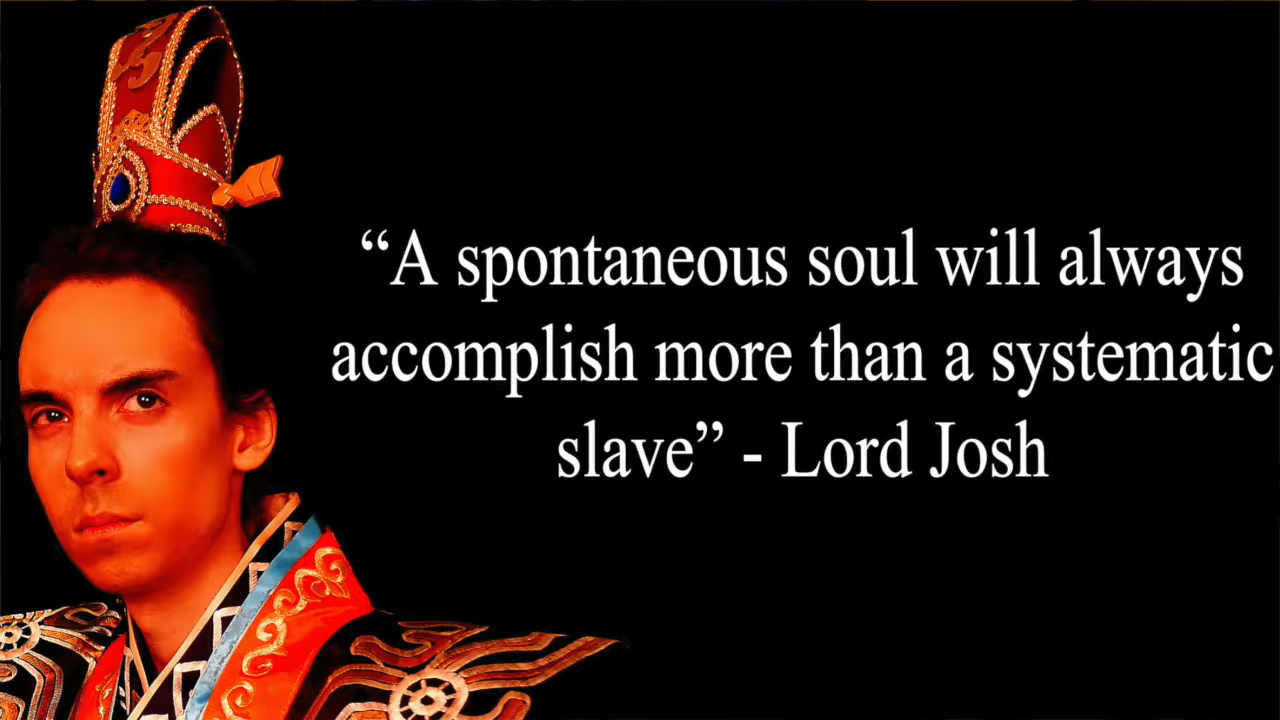 “A spontaneous soul will always
accomplish more than a systematic
slave” - Lord Josh